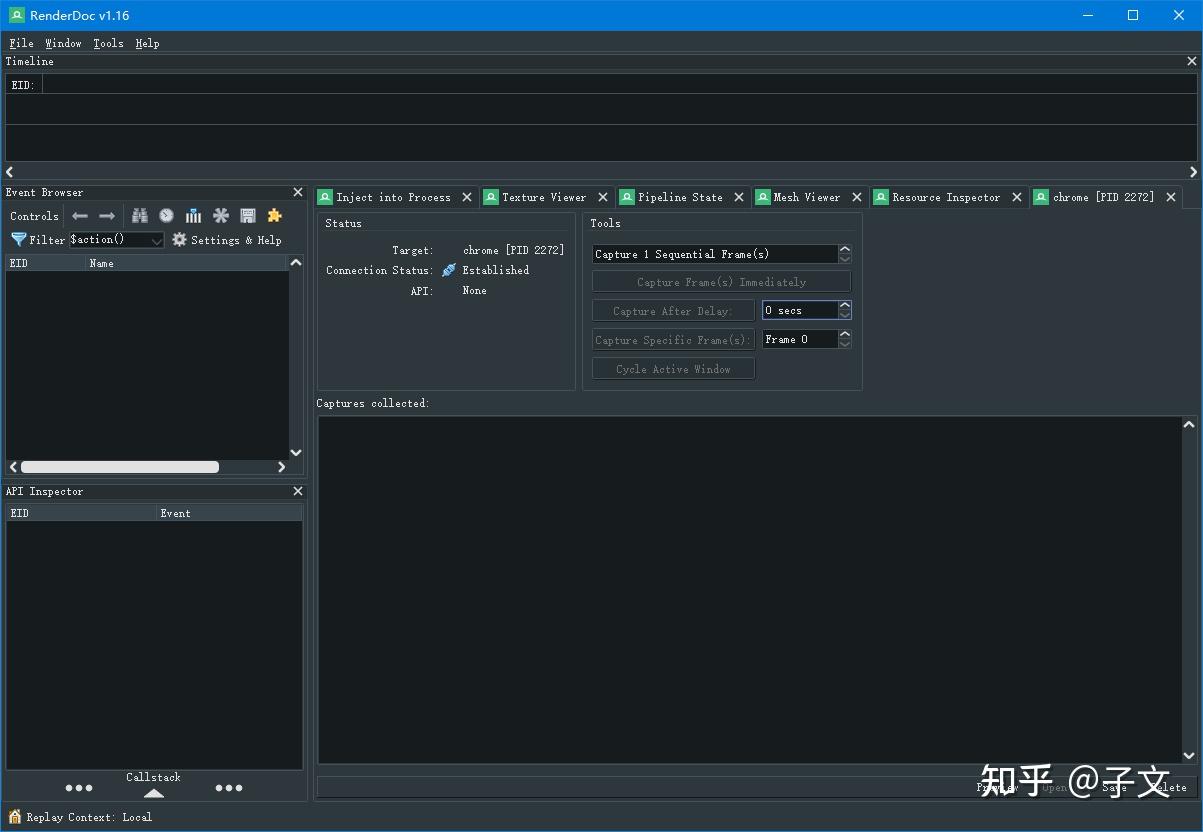 RenderDoc v1.16
File Window Tools Help
Timeline
EID:
Event Browser
Controls
Filter $action() Settings & Help
EID Name
API Inspector
EID Event
Callstack
Inject into Process Texture Viewer Pipeline State Mesh Viewer Resource Inspector chrome [PID 2272]
Status
Target: chrome [PID 2272]
Connection Status: Established
API: None
Tools
Capture 1 Sequential Frame(s)
Capture Frame(s) Immediately
Capture After Delay: 0 secs
Capture Specific Frame(s): Frame 0
Cycle Active Window
Captures collected:
Preview Open Save Delete
知乎 @子文
Replay Context: Local